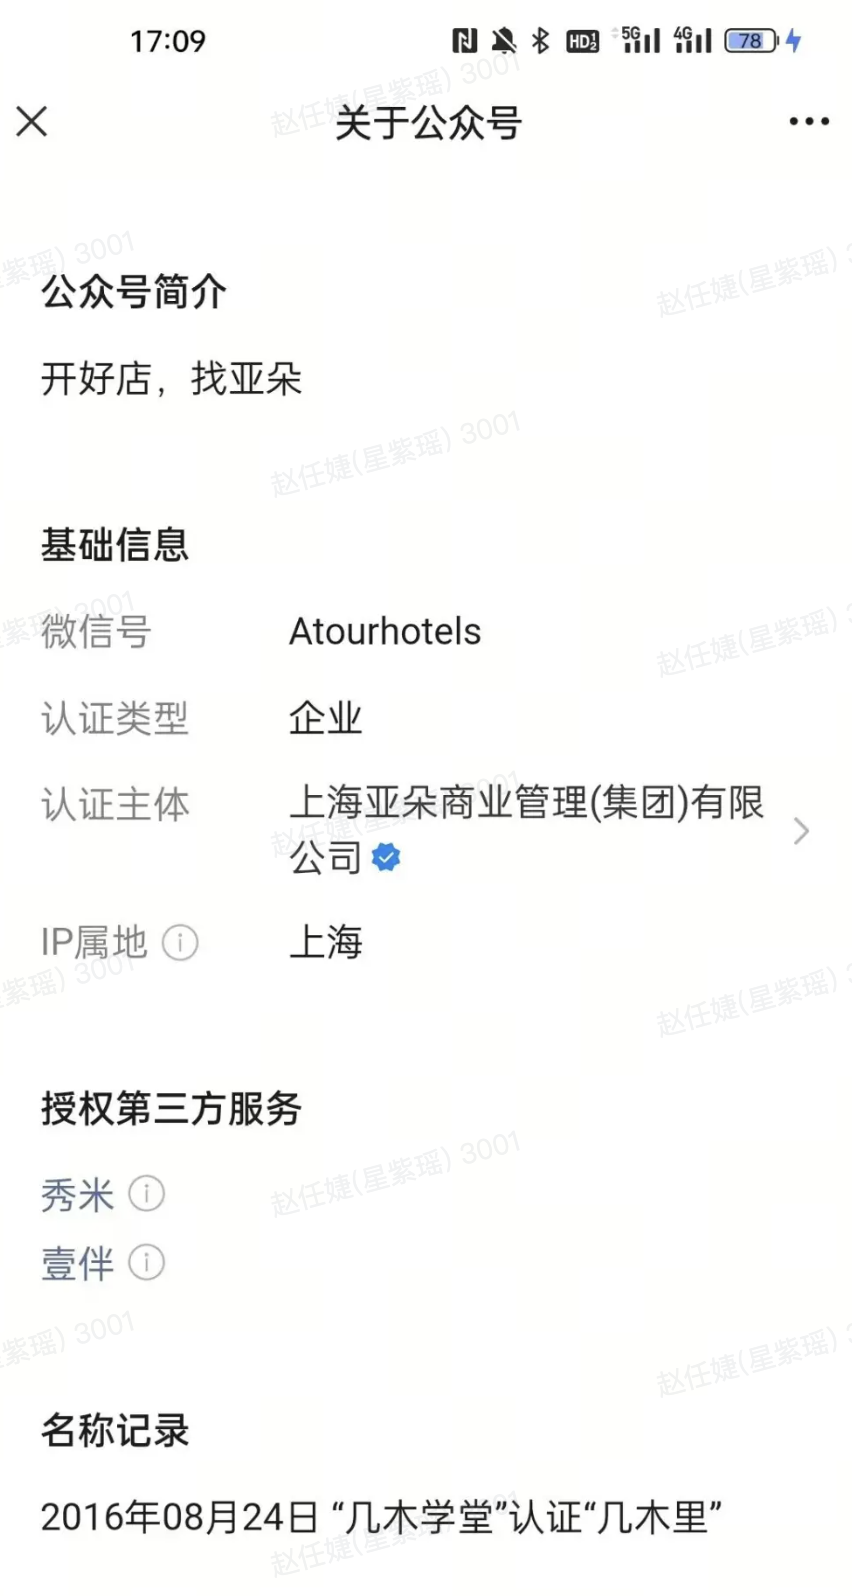 17:09
HD 5G 4G 78
关于公众号
公众号简介
开好店，找亚朵
基础信息
微信号 Atourhotels
认证类型 企业
认证主体 上海亚朵商业管理(集团)有限
公司
IP属地 上海
授权第三方服务
秀米
壹伴
名称记录
2016年08月24日 “几木学堂”认证“几木里”
赵任婕(星紫瑶) 3001